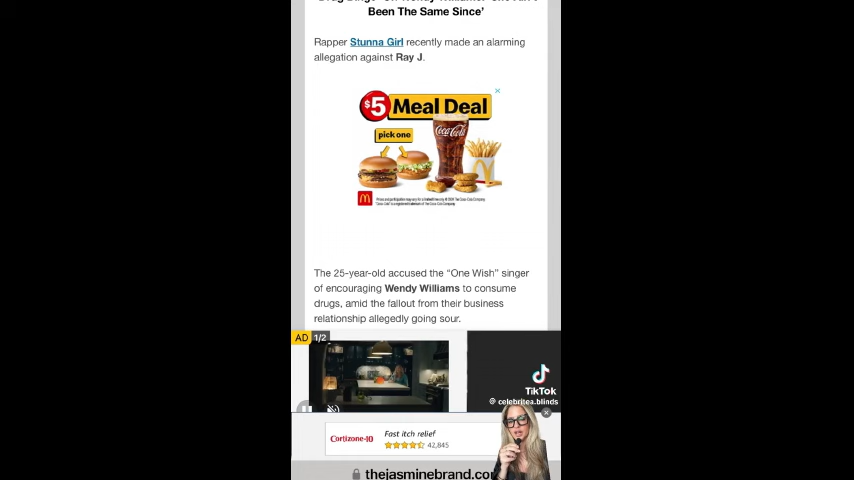 Been The Same Since'
Rapper Stunna Girl recently made an alarming
allegation against Ray J.
$5 Meal Deal
pick one
Coca-Cola
The 25-year-old accused the "One Wish" singer
of encouraging Wendy Williams to consume
drugs, amid the fallout from their business
relationship allegedly going sour.
AD 1/2
TikTok
@ celebritea.blinds
Cortizone-10
Fast itch relief
42,845
thejasminebrand.co